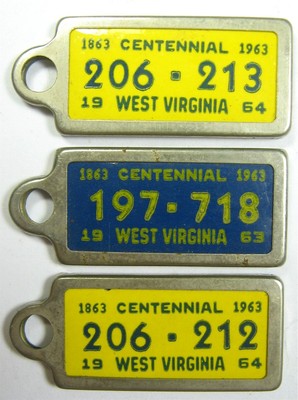 1863 CENTENNIAL 1963
206 · 213
19 WEST VIRGINIA 64
1863 CENTENNIAL 1963
197 · 718
19 WEST VIRGINIA 63
1863 CENTENNIAL 1963
206 · 212
19 WEST VIRGINIA 64